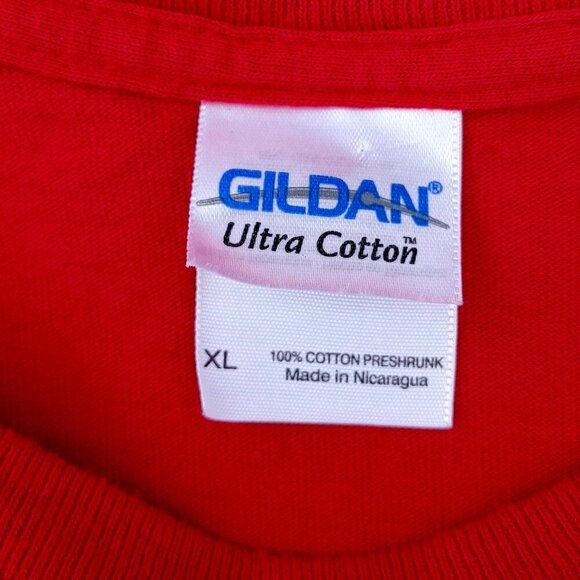 GILDAN®
Ultra Cotton™
XL
100% COTTON PRESHRUNK
Made in Nicaragua